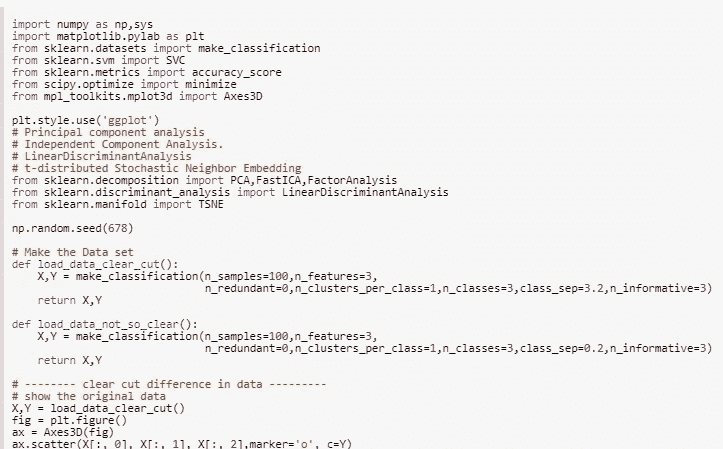 import numpy as np,sys
import matplotlib.pylab as plt
from sklearn.datasets import make_classification
from sklearn.svm import SVC
from sklearn.metrics import accuracy_score
from scipy.optimize import minimize
from mpl_toolkits.mplot3d import Axes3D
plt.style.use('ggplot')
# Principal component analysis
# Independent Component Analysis.
# LinearDiscriminantAnalysis
# t-distributed Stochastic Neighbor Embedding
from sklearn.decomposition import PCA,FastICA,FactorAnalysis
from sklearn.discriminant_analysis import LinearDiscriminantAnalysis
from sklearn.manifold import TSNE
np.random.seed(678)
# Make the Data set
def load_data_clear_cut():
    X,Y = make_classification(n_samples=100,n_features=3,
                              n_redundant=0,n_clusters_per_class=1,n_classes=3,class_sep=3.2,n_informative=3)
    return X,Y
def load_data_not_so_clear():
    X,Y = make_classification(n_samples=100,n_features=3,
                              n_redundant=0,n_clusters_per_class=1,n_classes=3,class_sep=0.2,n_informative=3)
    return X,Y
# -------- clear cut difference in data ---------
# show the original data
X,Y = load_data_clear_cut()
fig = plt.figure()
ax = Axes3D(fig)
ax.scatter(X[:, 0], X[:, 1], X[:, 2],marker='o', c=Y)